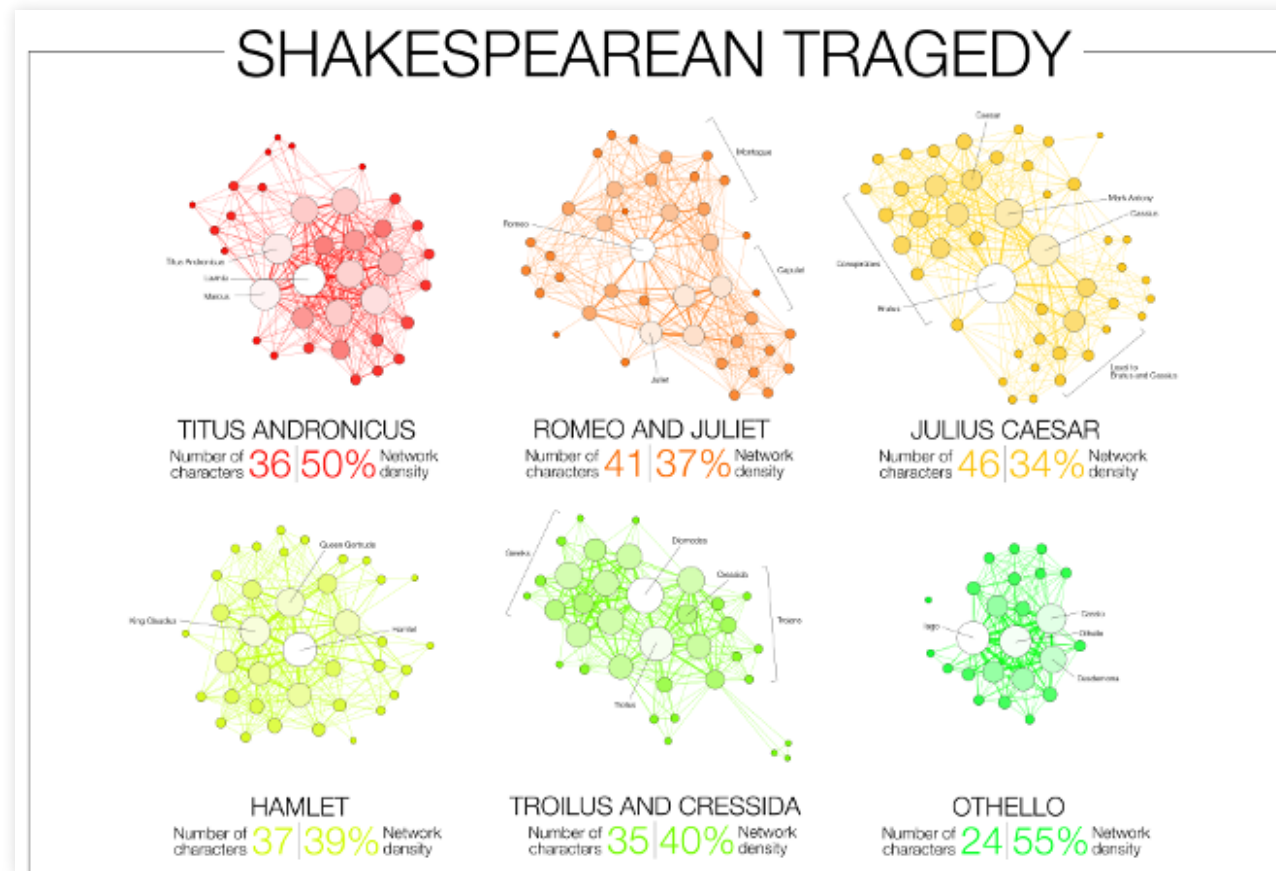 SHAKESPEAREAN TRAGEDY
Titus Andronicus
Lavinia
Marcus
TITUS ANDRONICUS
Number of characters 36 | 50% Network density
Montague
Romeo
Capulet
Juliet
ROMEO AND JULIET
Number of characters 41 | 37% Network density
Caesar
Mark Antony
Cassius
Conspirators
Brutus
Loyal to
Brutus and Cassius
JULIUS CAESAR
Number of characters 46 | 34% Network density
Queen Gertrude
King Claudius
Hamlet
HAMLET
Number of characters 37 | 39% Network density
Greeks
Diomedes
Cressida
Trojans
Troilus
TROILUS AND CRESSIDA
Number of characters 35 | 40% Network density
Iago
Cassio
Othello
Desdemona
OTHELLO
Number of characters 24 | 55% Network density